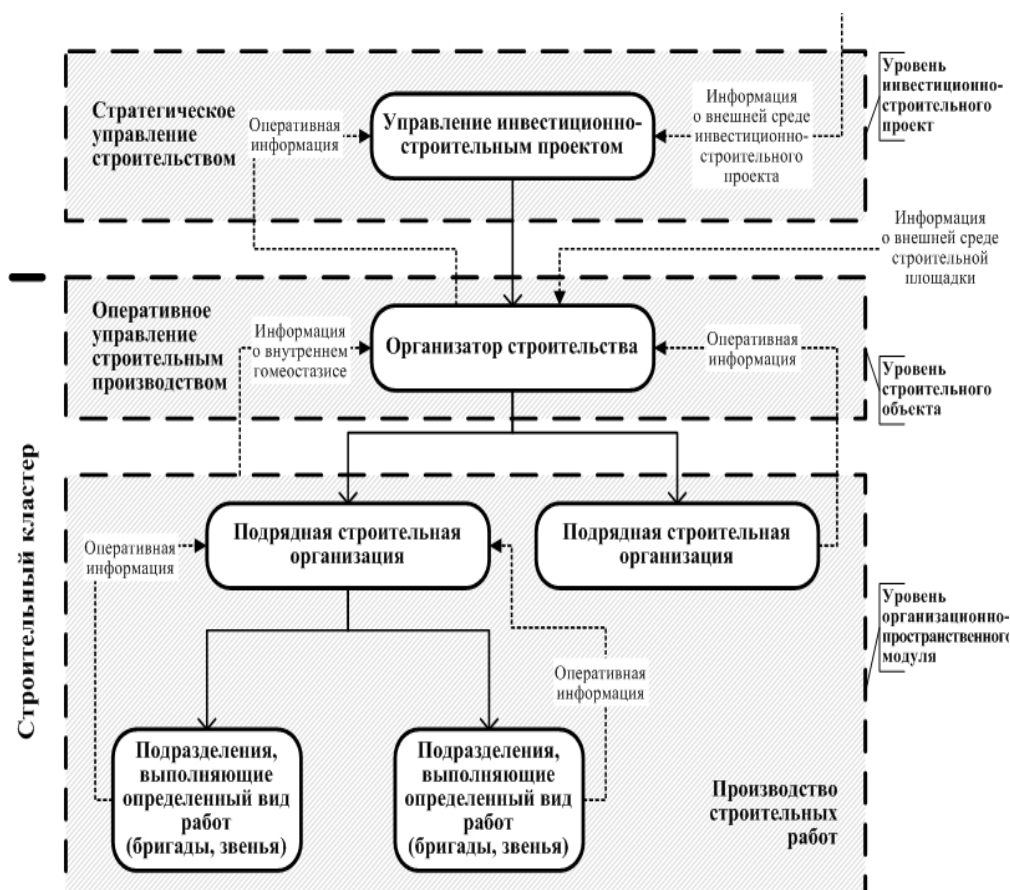 Стратегическое
управление
строительством
Оперативная
информация
Управление инвестиционно-
строительным проектом
Информация
о внешней среде
инвестиционно-
строительного
проекта
Уровень
инвестиционно-
строительного
проект
Информация
о внешней среде
строительной
площадки
Оперативное
управление
строительным
производством
Информация
о внутреннем
гомеостазисе
Организатор строительства
Оперативная
информация
Уровень
строительного
объекта
Строительный кластер
Оперативная
информация
Подрядная строительная
организация
Подрядная строительная
организация
Уровень
организационно-
пространственного
модуля
Оперативная
информация
Подразделения,
выполняющие
определенный вид
работ
(бригады, звенья)
Подразделения,
выполняющие
определенный вид
работ
(бригады, звенья)
Производство
строительных
работ